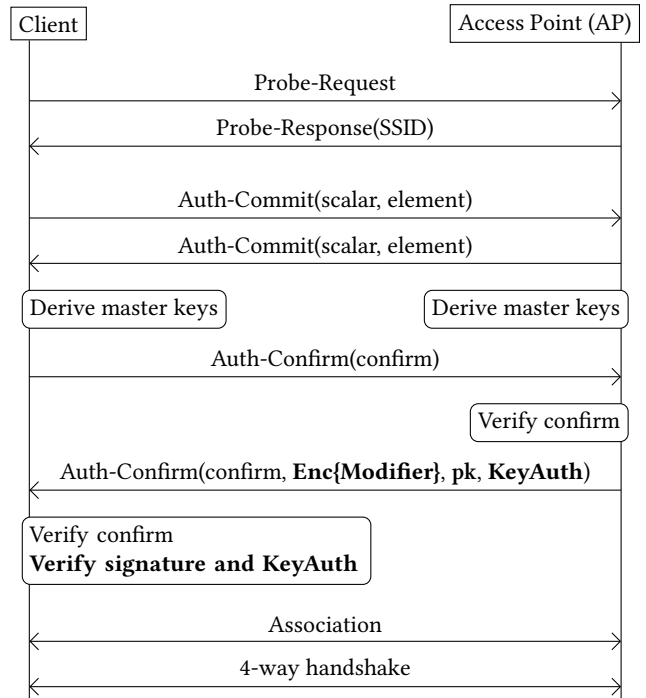 Client
Access Point (AP)
Probe-Request
Probe-Response(SSID)
Auth-Commit(scalar, element)
Auth-Commit(scalar, element)
Derive master keys
Derive master keys
Auth-Confirm(confirm)
Verify confirm
Auth-Confirm(confirm, Enc{Modifier}, pk, KeyAuth)
Verify confirm
Verify signature and KeyAuth
Association
4-way handshake